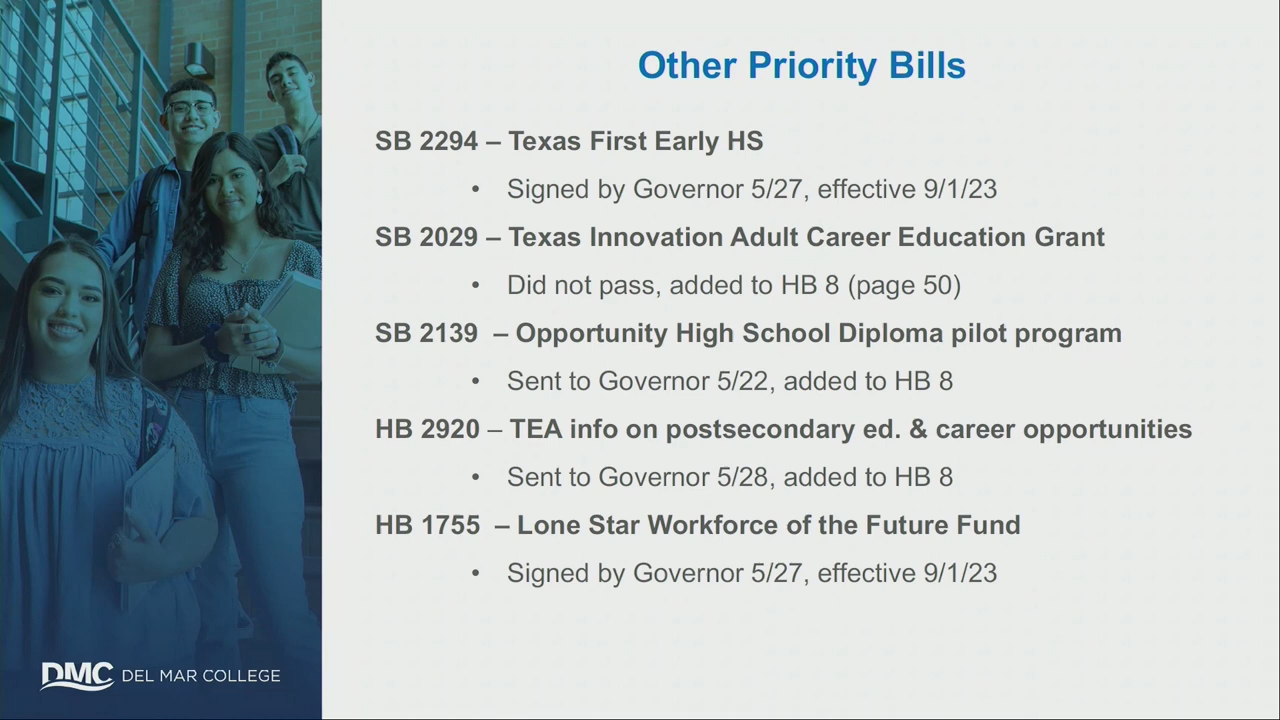 Other Priority Bills
SB 2294 – Texas First Early HS
• Signed by Governor 5/27, effective 9/1/23
SB 2029 – Texas Innovation Adult Career Education Grant
• Did not pass, added to HB 8 (page 50)
SB 2139 – Opportunity High School Diploma pilot program
• Sent to Governor 5/22, added to HB 8
HB 2920 – TEA info on postsecondary ed. & career opportunities
• Sent to Governor 5/28, added to HB 8
HB 1755 – Lone Star Workforce of the Future Fund
• Signed by Governor 5/27, effective 9/1/23
DMC DEL MAR COLLEGE